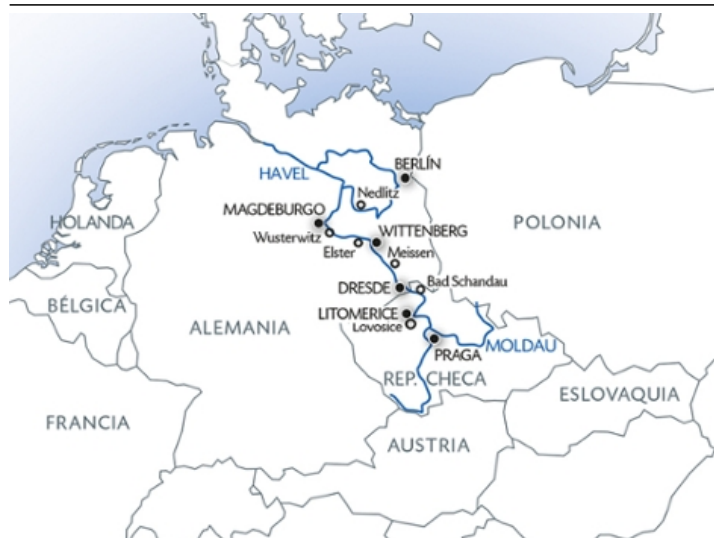 BERLÍN
HAVEL
Nedlitz
MAGDEBURGO
HOLANDA
POLONIA
WITTENBERG
Wusterwitz
Elster
Meissen
Bad Schandau
DRESDE
BÉLGICA
LITOMERICE
ALEMANIA
Lovosice
MOLDAU
PRAGA
REP. CHECA
ESLOVAQUIA
FRANCIA
AUSTRIA